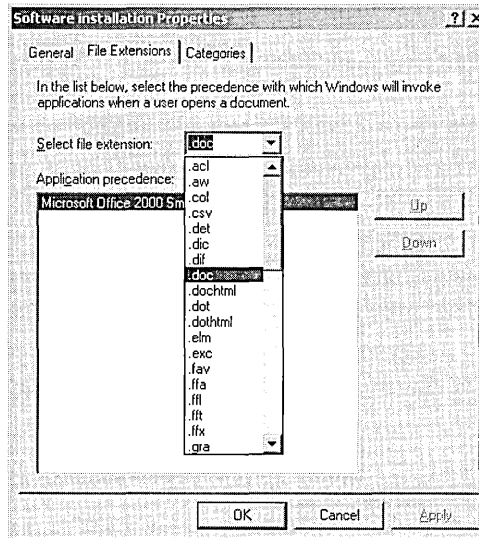 Software installation Properties ? ×
General File Extensions Categories
In the list below, select the precedence with which Windows will invoke
applications when a user opens a document.
Select file extension: .doc
Application precedence:
.acl
.aw
.col
.csv
Microsoft Office 2000 Sm
Up
.det
.dic
Down
.dif
.doc
.dochtml
.dot
.dothtml
.elm
.exc
.fav
.ffa
.ffl
.fft
.ffx
.gra
OK Cancel Apply